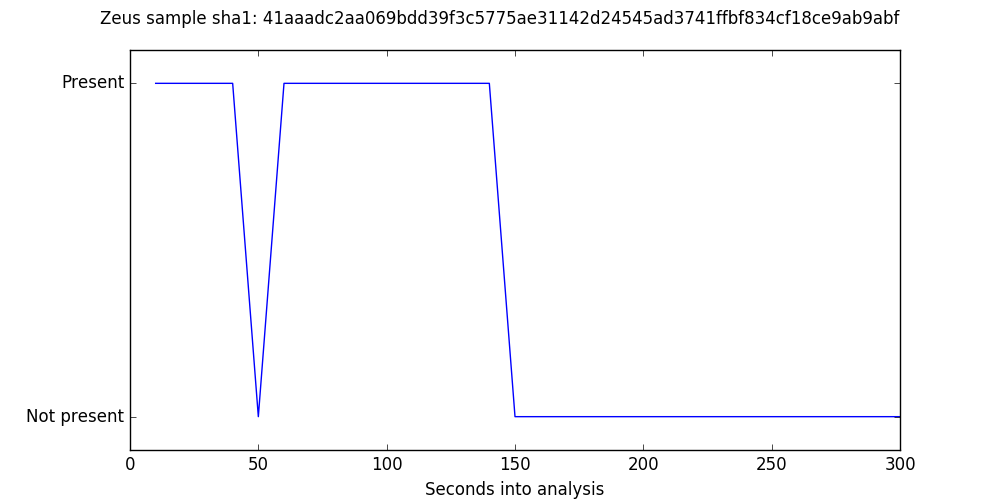 Zeus sample sha1: 41aaadc2aa069bdd39f3c5775ae31142d24545ad3741ffbf834cf18ce9ab9abf
Present
Not present
0 50 100 150 200 250 300
Seconds into analysis